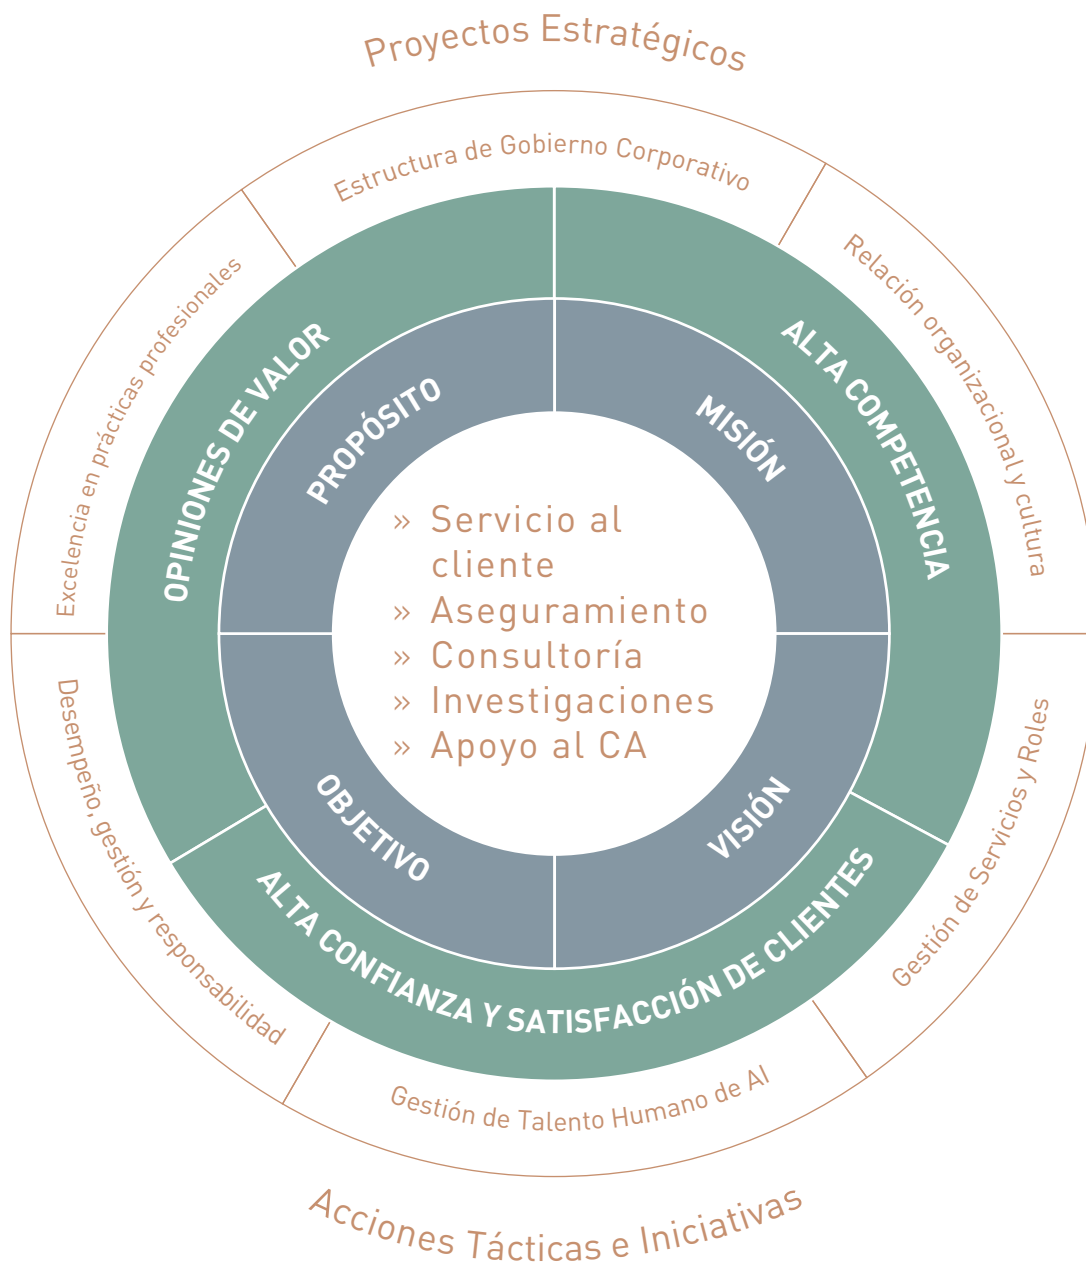 Proyectos Estratégicos
Estructura de Gobierno Corporativo
Relación organizacional y cultura
Excelencia en prácticas profesionales
OPINIONES DE VALOR
ALTA COMPETENCIA
PROPÓSITO
MISIÓN
» Servicio al
cliente
» Aseguramiento
» Consultoría
» Investigaciones
» Apoyo al CA
OBJETIVO
VISIÓN
ALTA CONFIANZA Y SATISFACCIÓN DE CLIENTES
Desempeño, gestión y responsabilidad
Gestión de Servicios y Roles
Gestión de Talento Humano de AI
Acciones Tácticas e Iniciativas